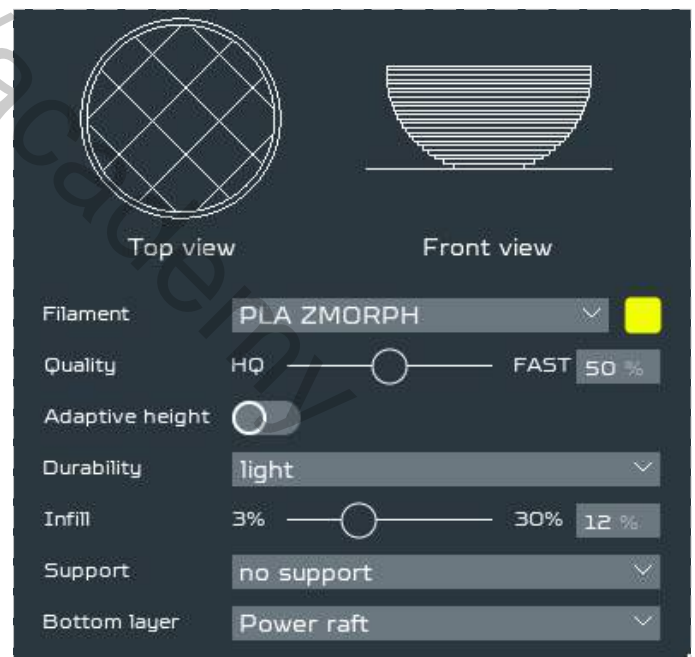 academy
Top view Front view
Filament PLA ZMORPH
Quality HQ FAST 50 %
Adaptive height
Durability light
Infill 3% 30% 12 %
Support no support
Bottom layer Power raft